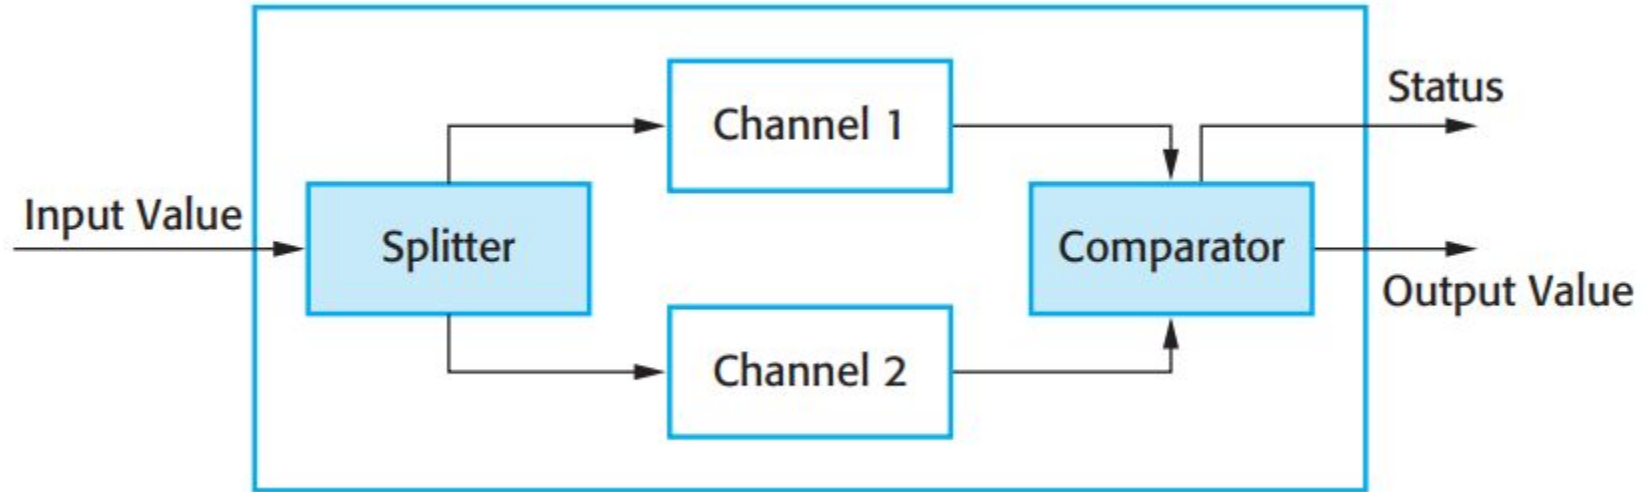 Input Value
Splitter
Channel 1
Channel 2
Comparator
Status
Output Value